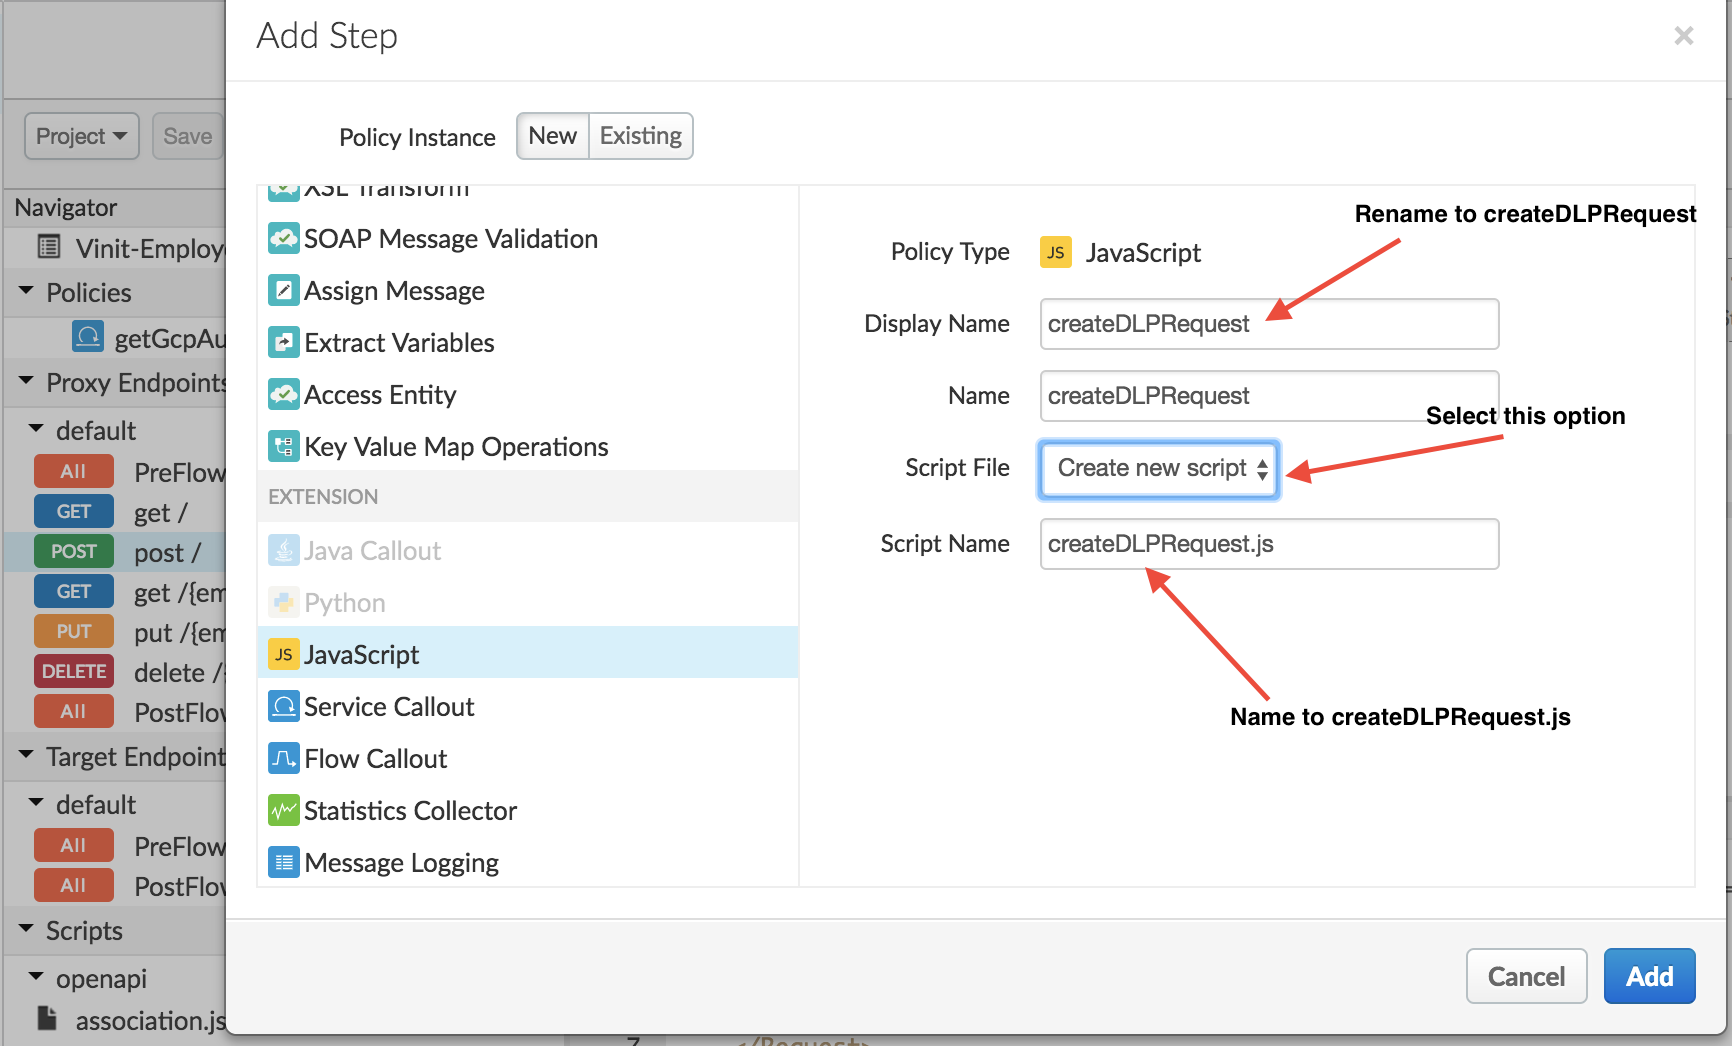 Add Step
×
Project
Save
Policy Instance
New
Existing
Navigator
Vinit-Employe
Policies
getGcpAu
Proxy Endpoints
default
All PreFlow
GET get /
POST post /
GET get /{em
PUT put /{em
DELETE delete /{
All PostFlow
Target Endpoint
default
All PreFlow
All PostFlow
Scripts
openapi
association.js
XSL Transform
SOAP Message Validation
Assign Message
Extract Variables
Access Entity
Key Value Map Operations
EXTENSION
Java Callout
Python
JS JavaScript
Service Callout
Flow Callout
Statistics Collector
Message Logging
Rename to createDLPRequest
Policy Type JS JavaScript
Display Name createDLPRequest
Name createDLPRequest
Select this option
Script File Create new script
Script Name createDLPRequest.js
Name to createDLPRequest.js
Cancel
Add
7 </Request>